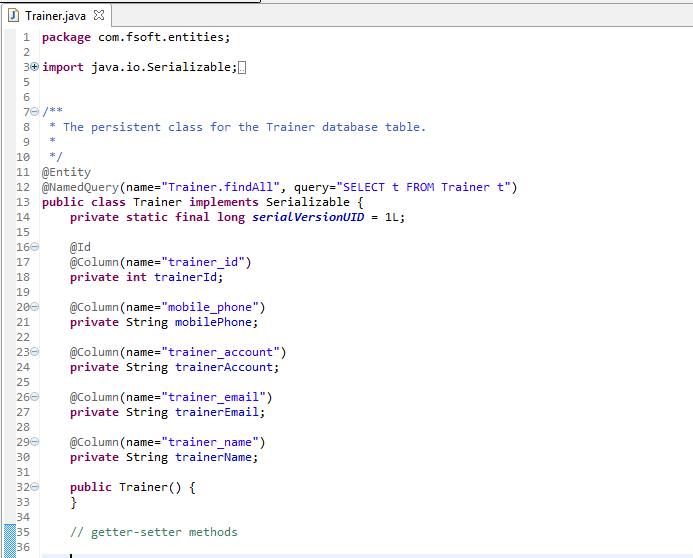 Trainer.java
1 package com.fsoft.entities;
2
3 import java.io.Serializable;
5
6
7 /**
8 * The persistent class for the Trainer database table.
9 *
10 */
11 @Entity
12 @NamedQuery(name="Trainer.findAll", query="SELECT t FROM Trainer t")
13 public class Trainer implements Serializable {
14 private static final long serialVersionUID = 1L;
15
16 @Id
17 @Column(name="trainer_id")
18 private int trainerId;
19
20 @Column(name="mobile_phone")
21 private String mobilePhone;
22
23 @Column(name="trainer_account")
24 private String trainerAccount;
25
26 @Column(name="trainer_email")
27 private String trainerEmail;
28
29 @Column(name="trainer_name")
30 private String trainerName;
31
32 public Trainer() {
33 }
34
35 // getter-setter methods
36